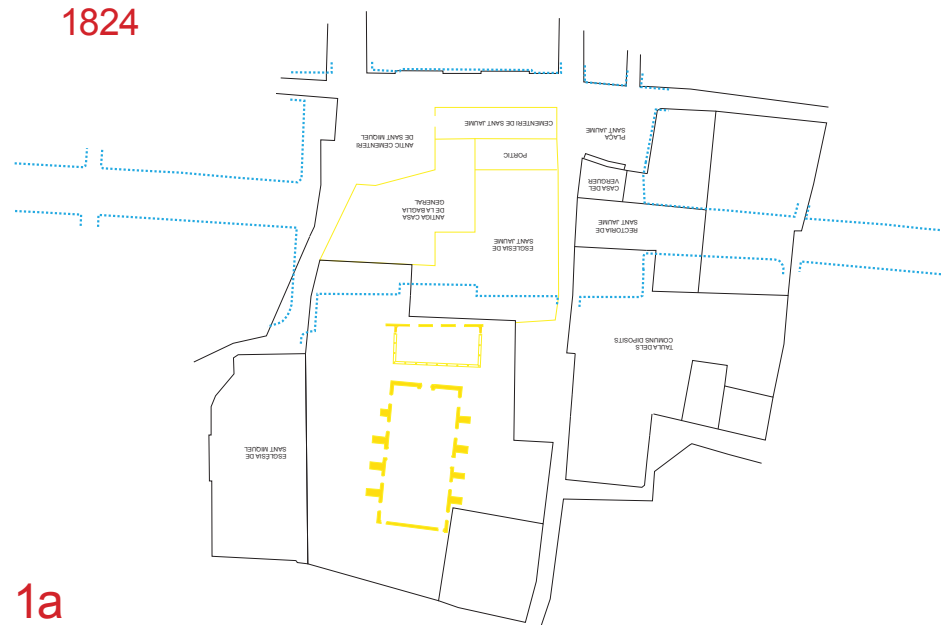 1824
CEMENTERI DE SANT JAUME
ANTIC CEMENTERI
DE SANT MIQUEL
PLAÇA
SANT JAUME
PORTIC
CASA DEL
VERGUER
ANTIGA CASA
DE LA BAGLIA
GENERAL
RECTORIA DE
SANT JAUME
ESGLESIA DE
SANT JAUME
TAULA DELS
COMUNS DIPOSITS
ESGLESIA DE
SANT MIQUEL
1a